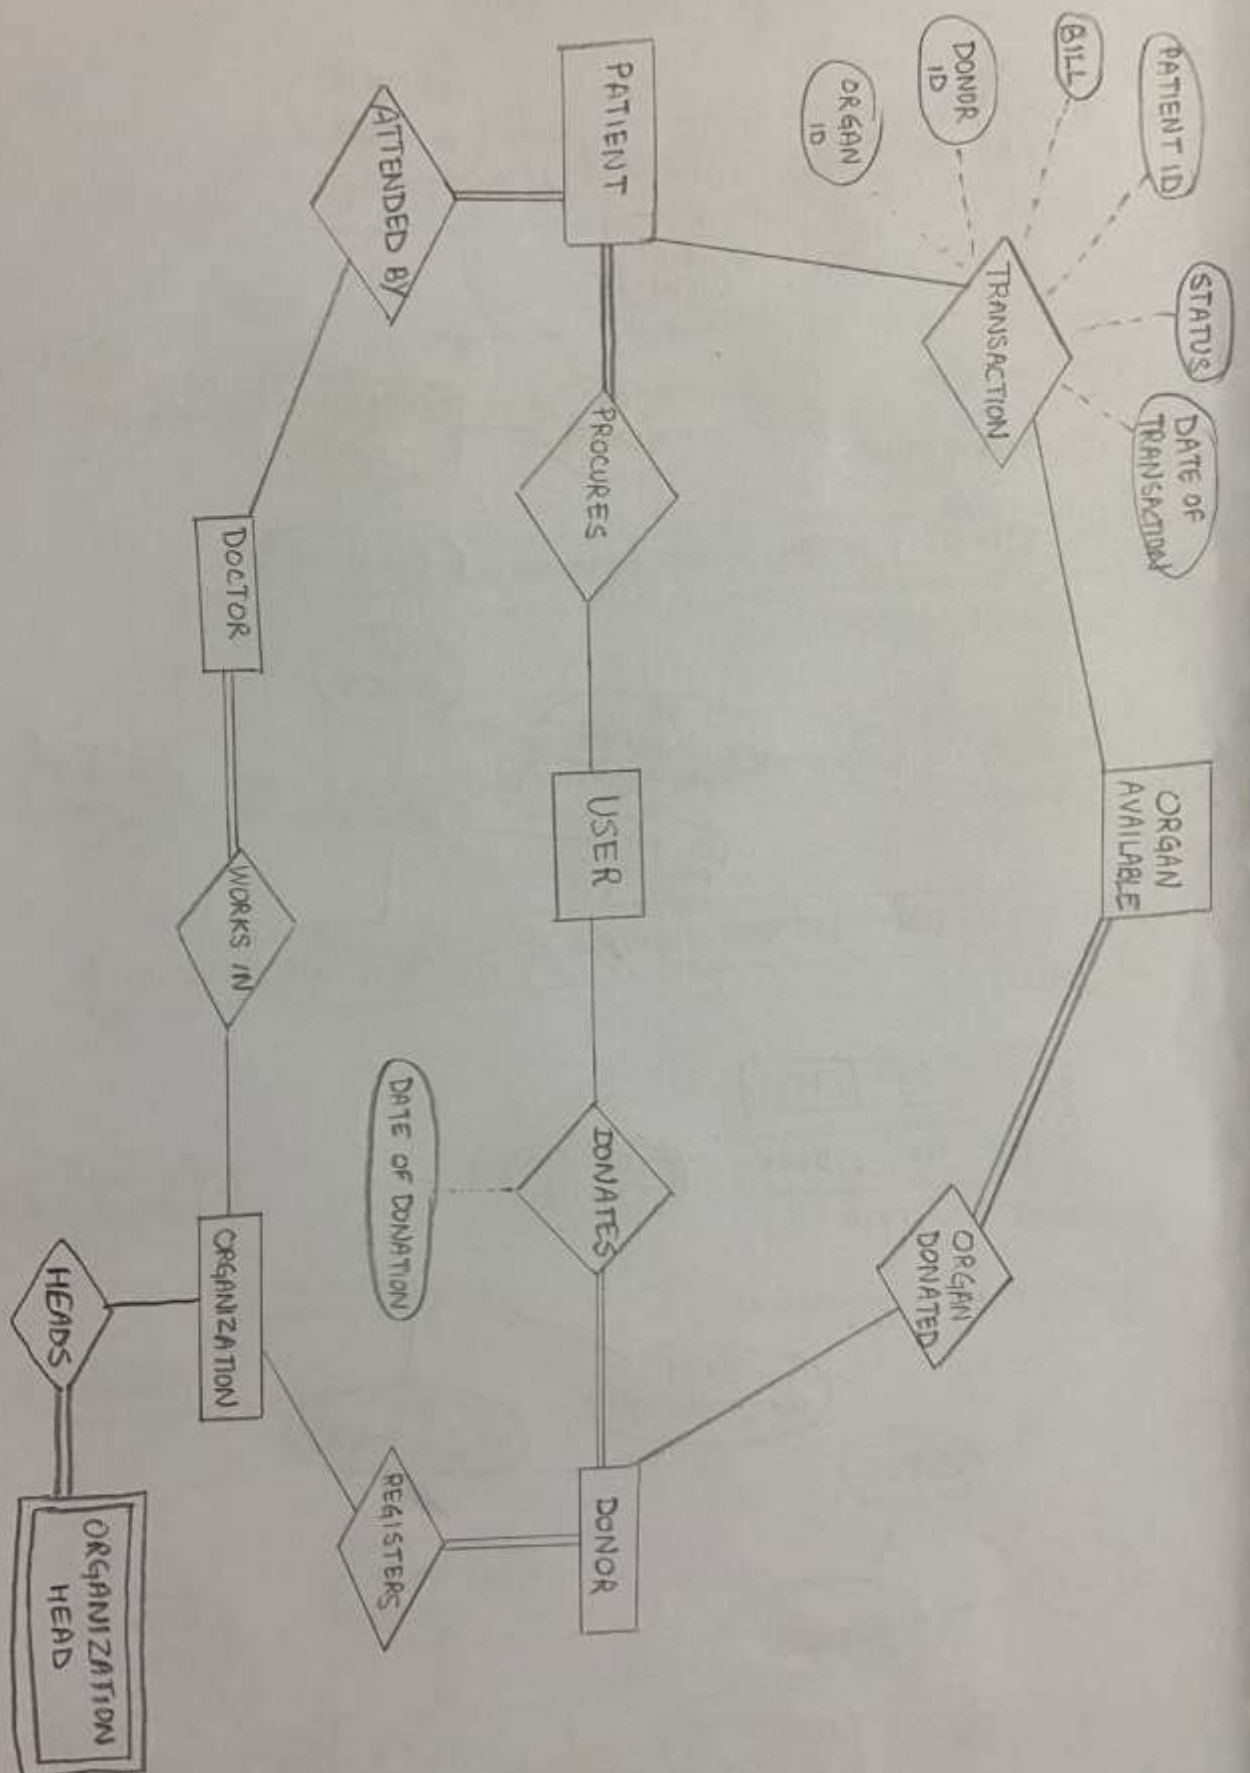 PATIENT ID
BILL
DONOR
ID
ORGAN
ID
STATUS
DATE OF
TRANSACTION
TRANSACTION
ORGAN
AVAILABLE
ORGAN
DONATED
PATIENT
PROCURES
USER
DONATES
DONOR
DATE OF DONATION
ATTENDED BY
DOCTOR
WORKS IN
ORGANIZATION
REGISTERS
HEADS
ORGANIZATION
HEAD